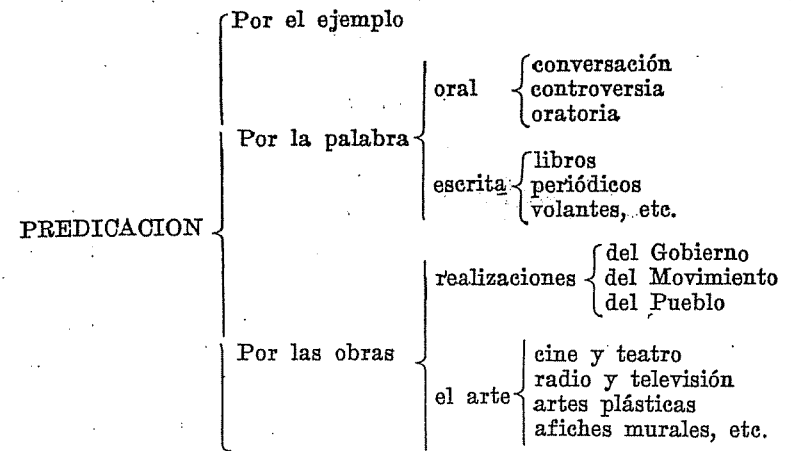 Por el ejemplo
conversación
oral
controversia
oratoria
Por la palabra
libros
escrita
periódicos
volantes, etc.
PREDICACION
del Gobierno
realizaciones
del Movimiento
del Pueblo
Por las obras
cine y teatro
radio y televisión
el arte
artes plásticas
afiches murales, etc.